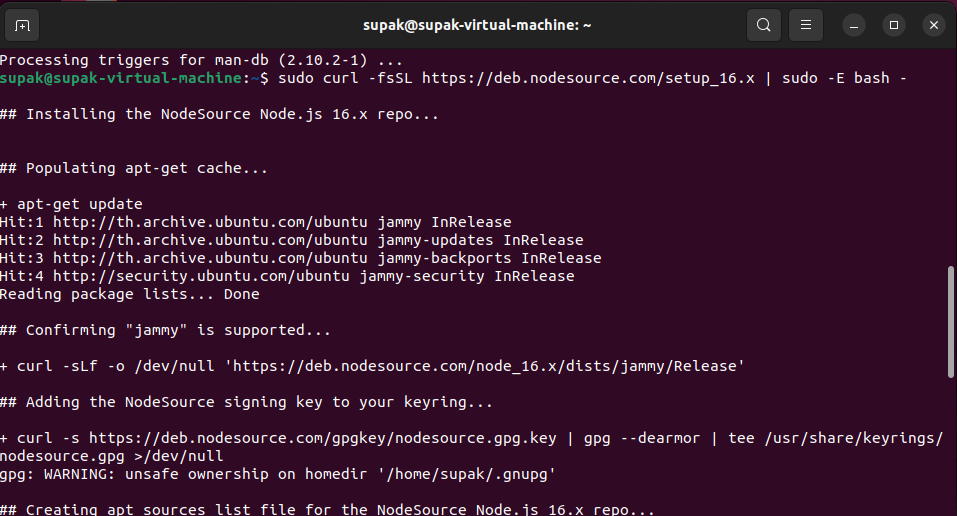 supak@supak-virtual-machine: ~
Processing triggers for man-db (2.10.2-1) ...
supak@supak-virtual-machine:~$ sudo curl -fsSL https://deb.nodesource.com/setup_16.x | sudo -E bash -
## Installing the NodeSource Node.js 16.x repo...
## Populating apt-get cache...
+ apt-get update
Hit:1 http://th.archive.ubuntu.com/ubuntu jammy InRelease
Hit:2 http://th.archive.ubuntu.com/ubuntu jammy-updates InRelease
Hit:3 http://th.archive.ubuntu.com/ubuntu jammy-backports InRelease
Hit:4 http://security.ubuntu.com/ubuntu jammy-security InRelease
Reading package lists... Done
## Confirming "jammy" is supported...
+ curl -sLf -o /dev/null 'https://deb.nodesource.com/node_16.x/dists/jammy/Release'
## Adding the NodeSource signing key to your keyring...
+ curl -s https://deb.nodesource.com/gpgkey/nodesource.gpg.key | gpg --dearmor | tee /usr/share/keyrings/
nodesource.gpg >/dev/null
gpg: WARNING: unsafe ownership on homedir '/home/supak/.gnupg'
## Creating apt sources list file for the NodeSource Node.js 16.x repo...